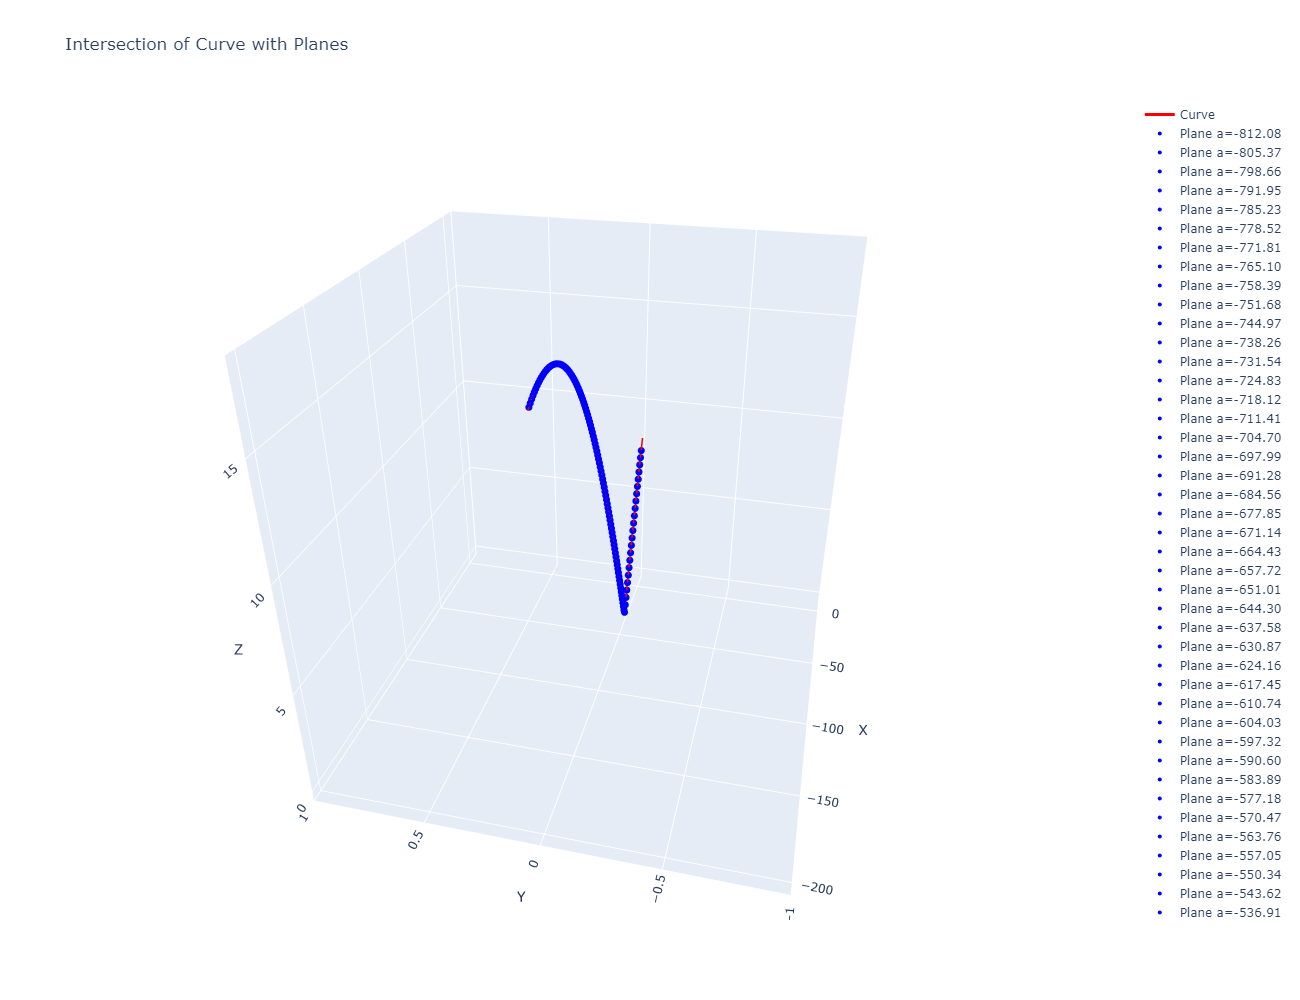 Intersection of Curve with Planes
Curve
Plane a=-812.08
Plane a=-805.37
Plane a=-798.66
Plane a=-791.95
Plane a=-785.23
Plane a=-778.52
Plane a=-771.81
Plane a=-765.10
Plane a=-758.39
Plane a=-751.68
Plane a=-744.97
Plane a=-738.26
Plane a=-731.54
Plane a=-724.83
Plane a=-718.12
Plane a=-711.41
Plane a=-704.70
Plane a=-697.99
Plane a=-691.28
Plane a=-684.56
Plane a=-677.85
Plane a=-671.14
Plane a=-664.43
Plane a=-657.72
Plane a=-651.01
Plane a=-644.30
Plane a=-637.58
Plane a=-630.87
Plane a=-624.16
Plane a=-617.45
Plane a=-610.74
Plane a=-604.03
Plane a=-597.32
Plane a=-590.60
Plane a=-583.89
Plane a=-577.18
Plane a=-570.47
Plane a=-563.76
Plane a=-557.05
Plane a=-550.34
Plane a=-543.62
Plane a=-536.91
15
10
Z
5
0
1
0.5
0
Y
−0.5
−1
0
−50
−100
X
−150
−200